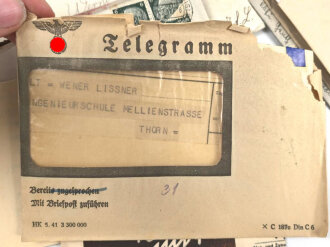 Telegramm
LT = WENER LISSNER
INGENIEURSCHULE MELLIENSTRASSE
THORN =
Bereits zugesprochen
Mit Briefpost zuführen
31
HK 5. 41 3 300 000
× C 187a Din C 6